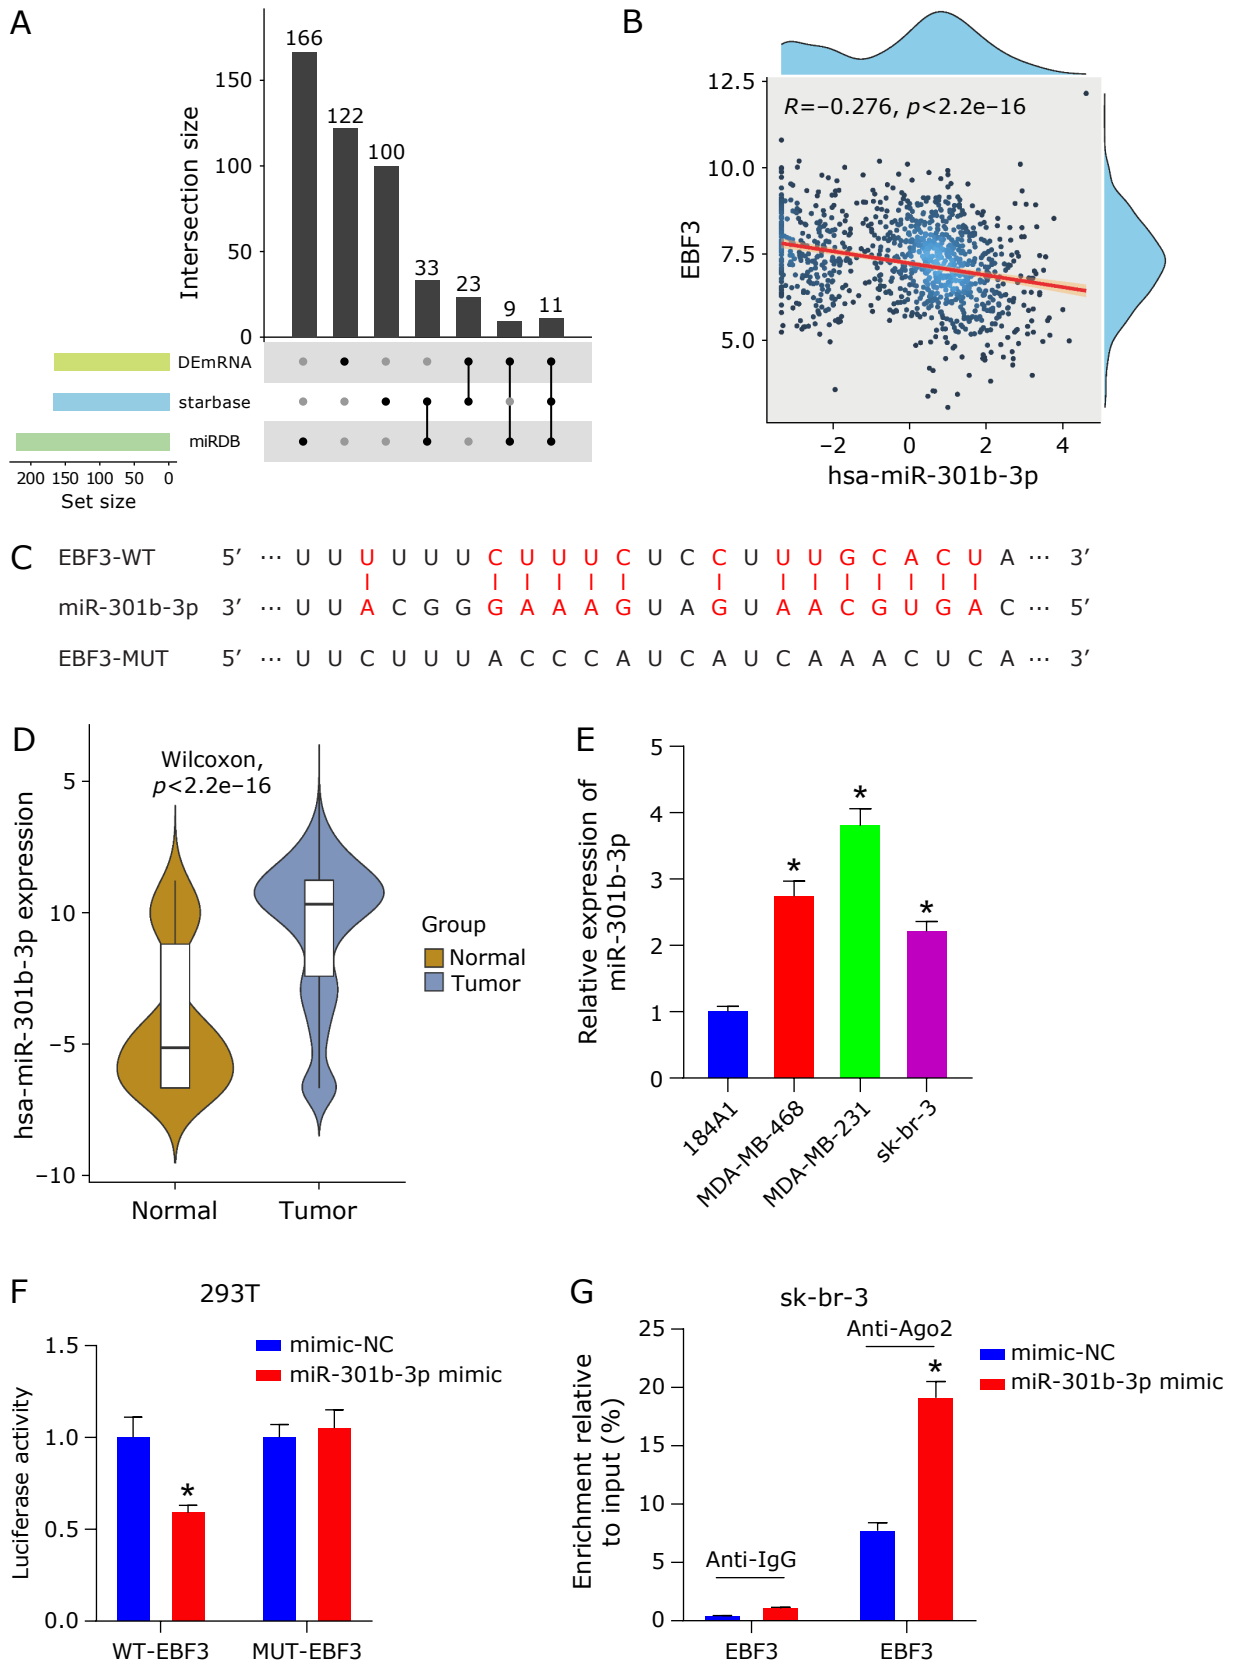 A
166
122
100
33
23
9
11
150
100
50
0
Intersection size
DEmRNA
starbase
miRDB
200 150 100 50 0
Set size
B
R=−0.276, p<2.2e−16
12.5
10.0
7.5
5.0
EBF3
−2 0 2 4
hsa-miR-301b-3p
C
EBF3-WT 5′ ··· U U U U U U C U U U C U C C U U U G C A C U A ··· 3′
miR-301b-3p 3′ ··· U U A C G G G A A A G U A G U A A C G U G A C ··· 5′
EBF3-MUT 5′ ··· U U C U U U A C C C A U C A U C A A A C U C A ··· 3′
D
Wilcoxon,
p<2.2e−16
5
10
−5
−10
hsa-miR-301b-3p expression
Normal Tumor
Group
Normal
Tumor
E
5
4
3
2
1
0
Relative expression of
miR-301b-3p
* * *
184A1
MDA-MB-468
MDA-MB-231
sk-br-3
F
293T
mimic-NC
miR-301b-3p mimic
1.5
1.0
0.5
0.0
Luciferase activity
*
WT-EBF3 MUT-EBF3
G
sk-br-3
Anti-Ago2
mimic-NC
miR-301b-3p mimic
25
20
15
10
5
0
Enrichment relative
to input (%)
*
Anti-IgG
EBF3 EBF3